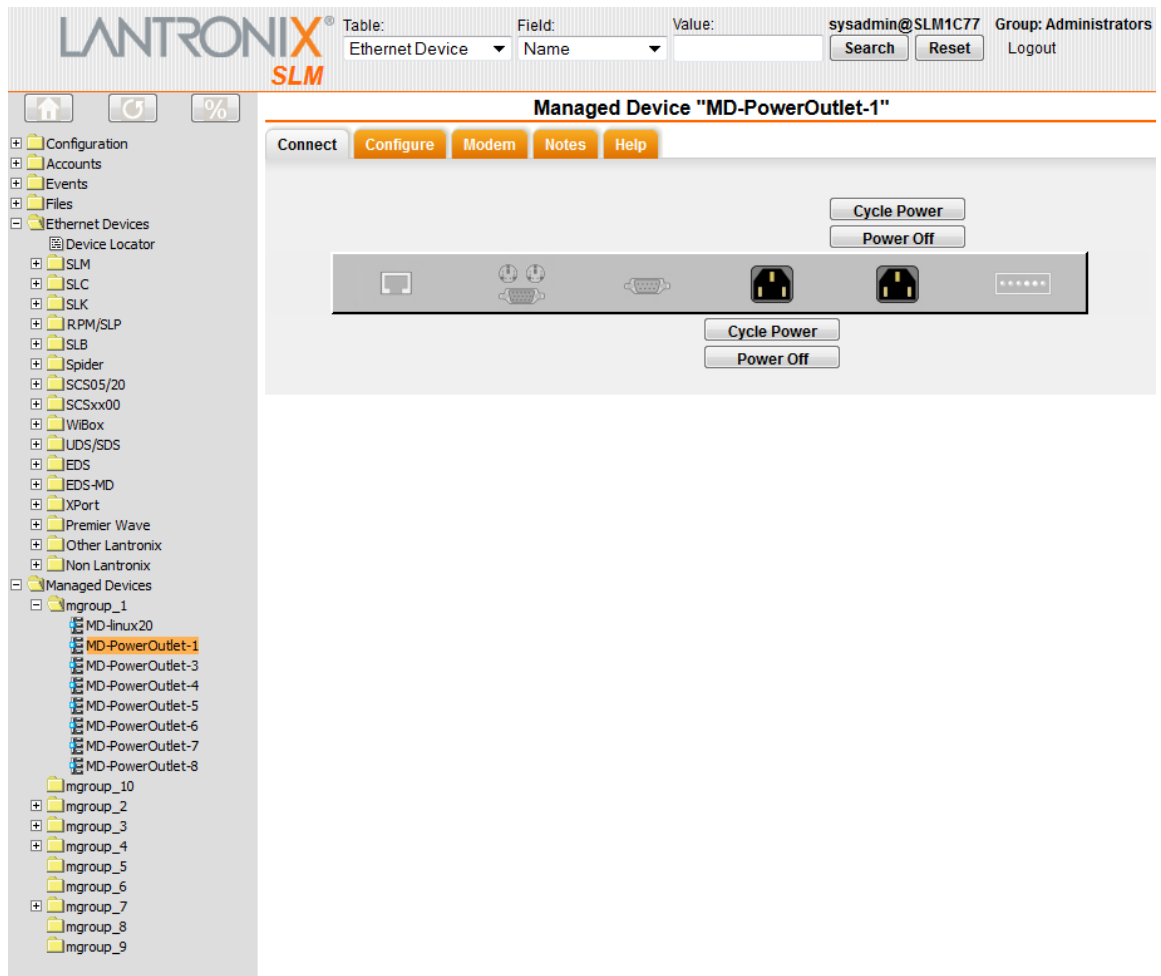 LANTRONIX®
SLM
Table: Field: Value: sysadmin@SLM1C77 Group: Administrators
Ethernet Device Name Search Reset Logout
%
Managed Device "MD-PowerOutlet-1"
Connect Configure Modem Notes Help
Cycle Power
Power Off
Cycle Power
Power Off
Configuration
Accounts
Events
Files
Ethernet Devices
Device Locator
SLM
SLC
SLK
RPM/SLP
SLB
Spider
SCS05/20
SCSxx00
WiBox
UDS/SDS
EDS
EDS-MD
XPort
Premier Wave
Other Lantronix
Non Lantronix
Managed Devices
mgroup_1
MD-linux20
MD-PowerOutlet-1
MD-PowerOutlet-3
MD-PowerOutlet-4
MD-PowerOutlet-5
MD-PowerOutlet-6
MD-PowerOutlet-7
MD-PowerOutlet-8
mgroup_10
mgroup_2
mgroup_3
mgroup_4
mgroup_5
mgroup_6
mgroup_7
mgroup_8
mgroup_9